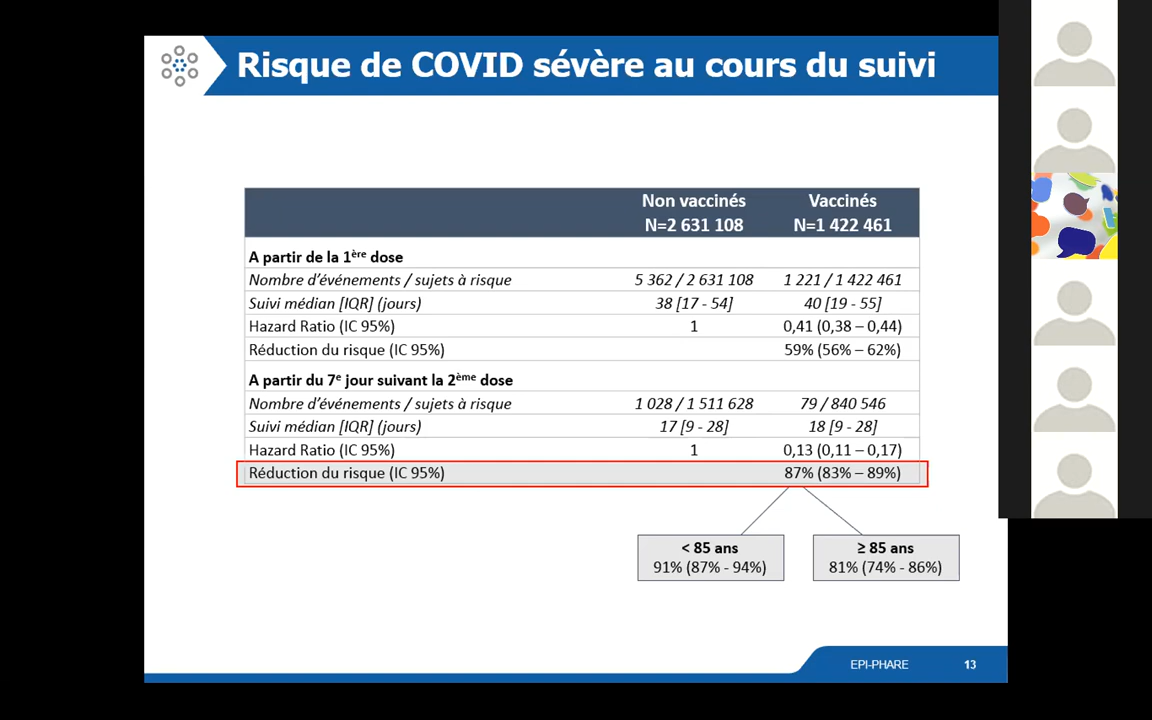 Risque de COVID sévère au cours du suivi
Non vaccinés Vaccinés
N=2 631 108 N=1 422 461
A partir de la 1ère dose
Nombre d'événements / sujets à risque 5 362 / 2 631 108 1 221 / 1 422 461
Suivi médian [IQR] (jours) 38 [17 - 54] 40 [19 - 55]
Hazard Ratio (IC 95%) 1 0,41 (0,38 – 0,44)
Réduction du risque (IC 95%) 59% (56% – 62%)
A partir du 7e jour suivant la 2ème dose
Nombre d'événements / sujets à risque 1 028 / 1 511 628 79 / 840 546
Suivi médian [IQR] (jours) 17 [9 - 28] 18 [9 - 28]
Hazard Ratio (IC 95%) 1 0,13 (0,11 – 0,17)
Réduction du risque (IC 95%) 87% (83% – 89%)
< 85 ans ≥ 85 ans
91% (87% - 94%) 81% (74% - 86%)
EPI-PHARE 13